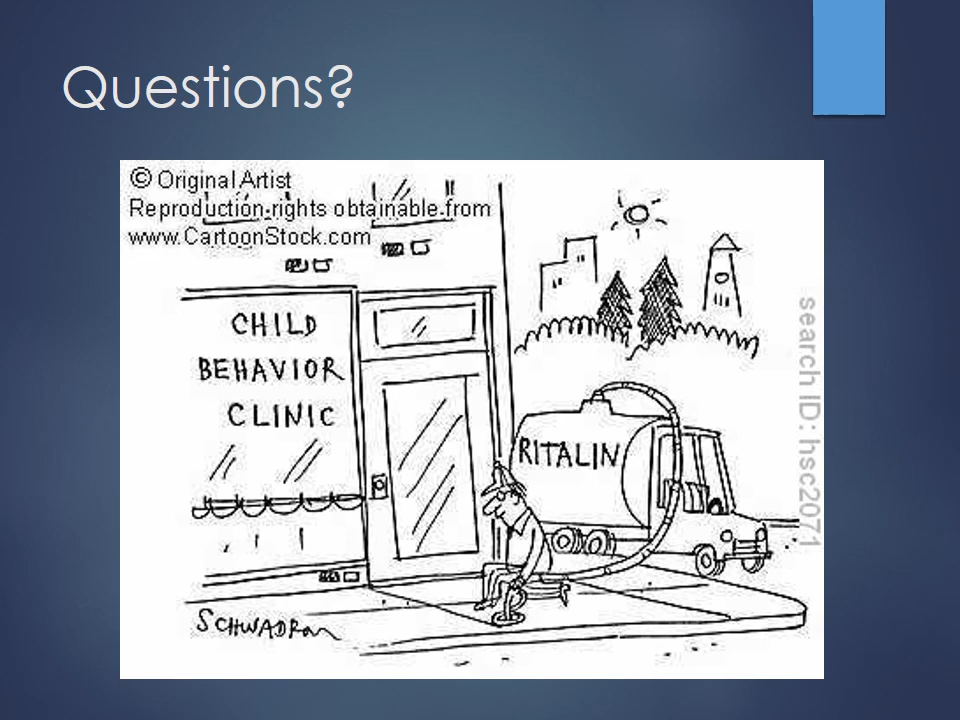 Questions?
© Original Artist
Reproduction rights obtainable from
www.CartoonStock.com
CHILD
BEHAVIOR
CLINIC
RITALIN
SCHWADRON
search ID: hsc2071